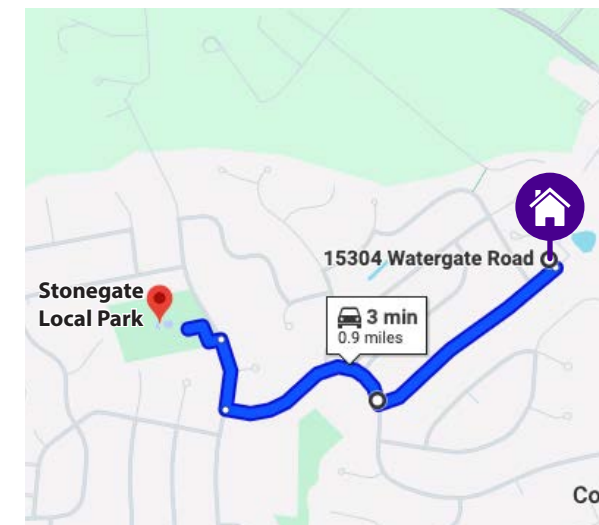 15304 Watergate Road
Stonegate
Local Park
3 min
0.9 miles
Co